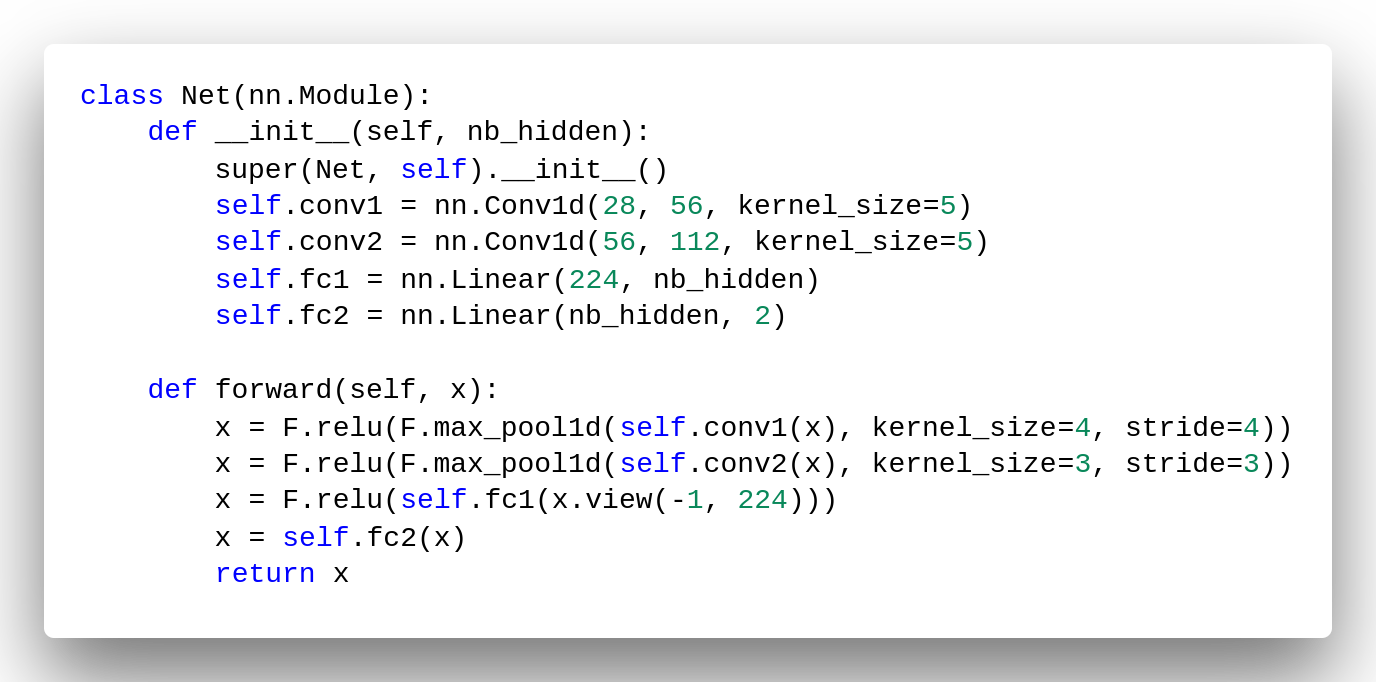 class Net(nn.Module):
    def __init__(self, nb_hidden):
        super(Net, self).__init__()
        self.conv1 = nn.Conv1d(28, 56, kernel_size=5)
        self.conv2 = nn.Conv1d(56, 112, kernel_size=5)
        self.fc1 = nn.Linear(224, nb_hidden)
        self.fc2 = nn.Linear(nb_hidden, 2)

    def forward(self, x):
        x = F.relu(F.max_pool1d(self.conv1(x), kernel_size=4, stride=4))
        x = F.relu(F.max_pool1d(self.conv2(x), kernel_size=3, stride=3))
        x = F.relu(self.fc1(x.view(-1, 224)))
        x = self.fc2(x)
        return x